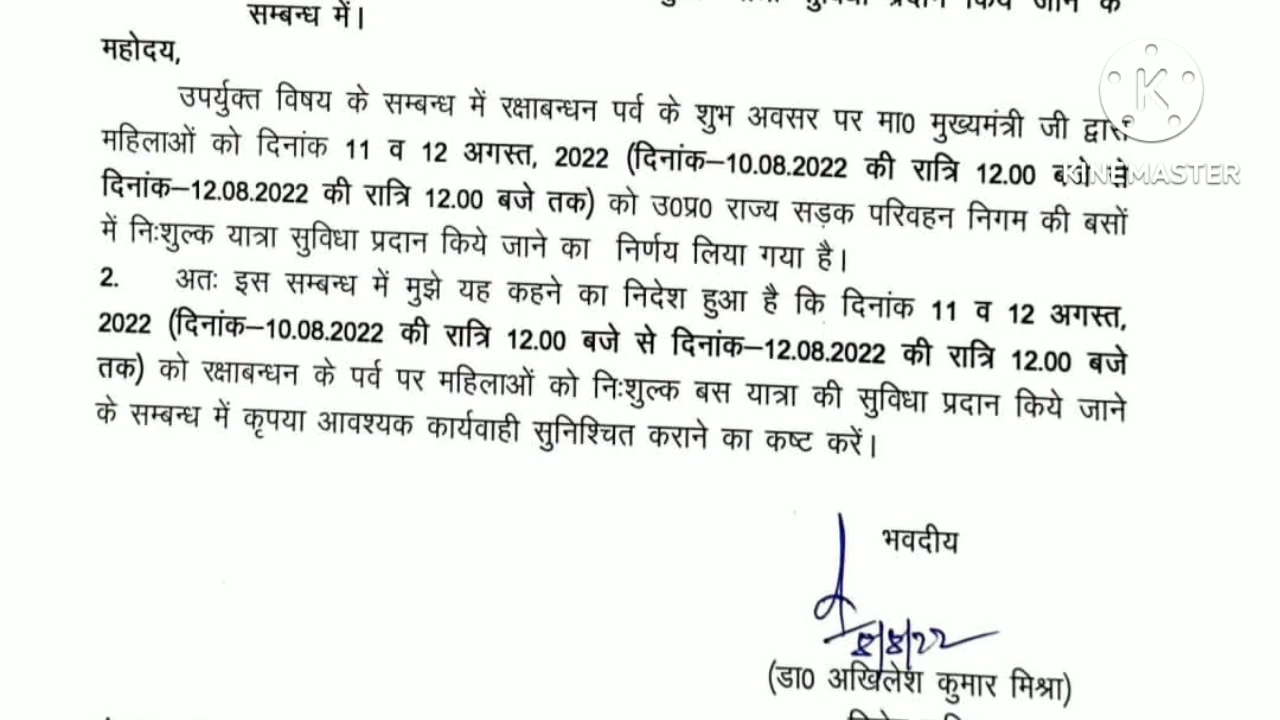 प्रदान किये जाने के
सम्बन्ध में।
महोदय,
उपर्युक्त विषय के सम्बन्ध में रक्षाबन्धन पर्व के शुभ अवसर पर मा0 मुख्यमंत्री जी द्वारा
महिलाओं को दिनांक 11 व 12 अगस्त, 2022 (दिनांक–10.08.2022 की रात्रि 12.00 बजे से
दिनांक–12.08.2022 की रात्रि 12.00 बजे तक) को उ0प्र0 राज्य सड़क परिवहन निगम की बसों
में निःशुल्क यात्रा सुविधा प्रदान किये जाने का निर्णय लिया गया है।
2. अतः इस सम्बन्ध में मुझे यह कहने का निदेश हुआ है कि दिनांक 11 व 12 अगस्त,
2022 (दिनांक–10.08.2022 की रात्रि 12.00 बजे से दिनांक–12.08.2022 की रात्रि 12.00 बजे
तक) को रक्षाबन्धन के पर्व पर महिलाओं को निःशुल्क बस यात्रा की सुविधा प्रदान किये जाने
के सम्बन्ध में कृपया आवश्यक कार्यवाही सुनिश्चित कराने का कष्ट करें।
भवदीय
8/8/22
(डा0 अखिलेश कुमार मिश्रा)
K
KINEMASTER